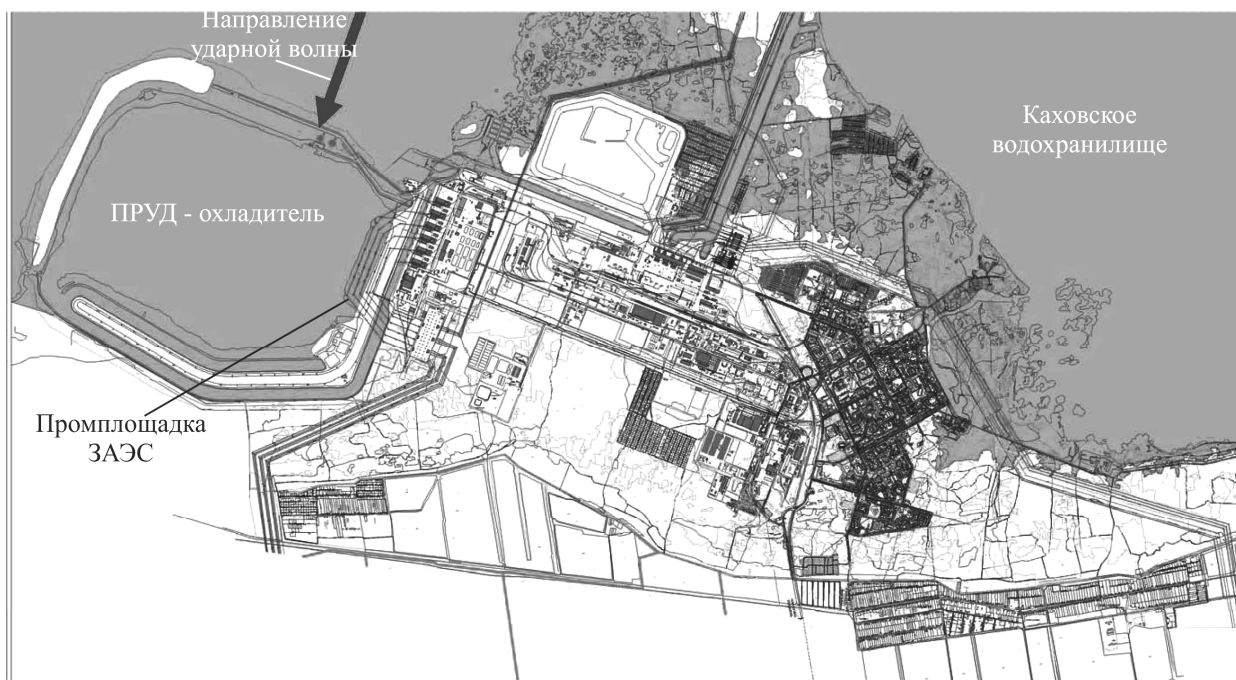 Направление
ударной волны
Каховское
водохранилище
ПРУД - охладитель
Промплощадка
ЗАЭС